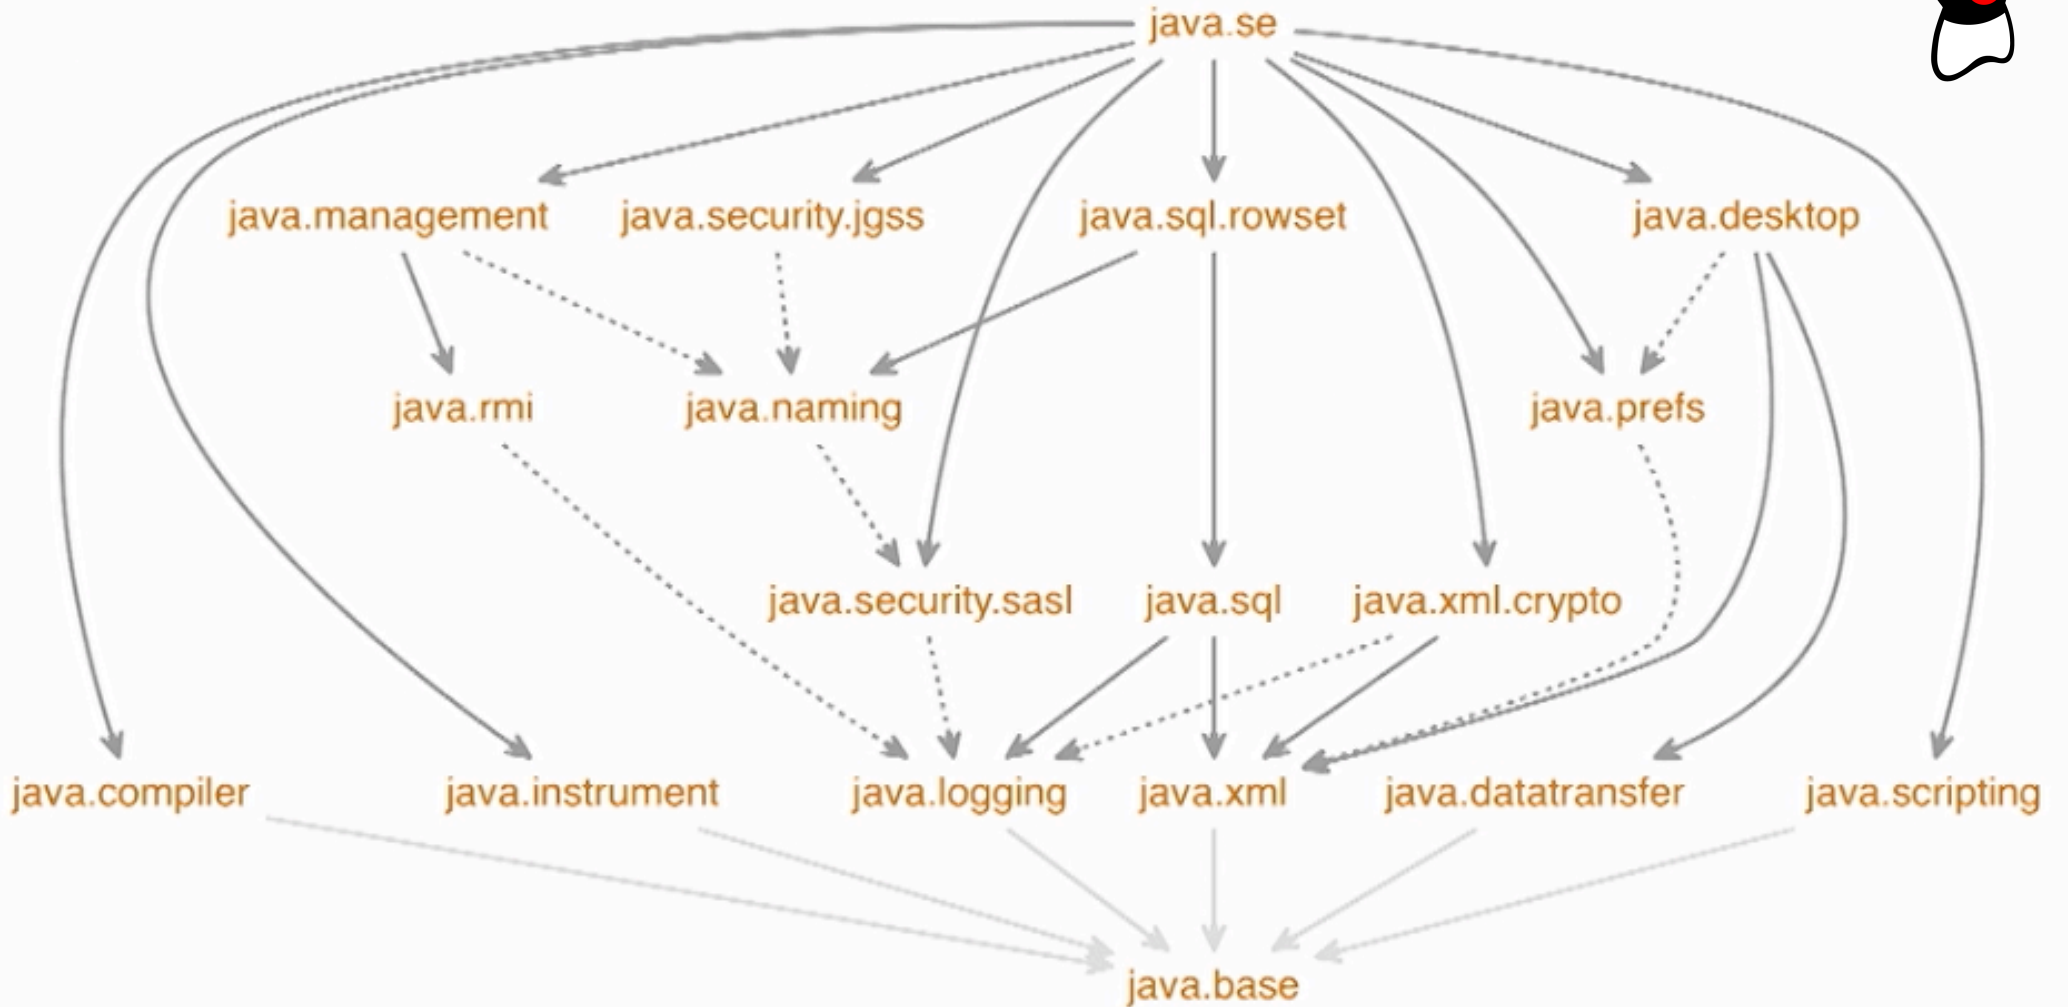 java.se
java.management java.security.jgss java.sql.rowset java.desktop
java.rmi java.naming java.prefs
java.security.sasl java.sql java.xml.crypto
java.compiler java.instrument java.logging java.xml java.datatransfer java.scripting
java.base